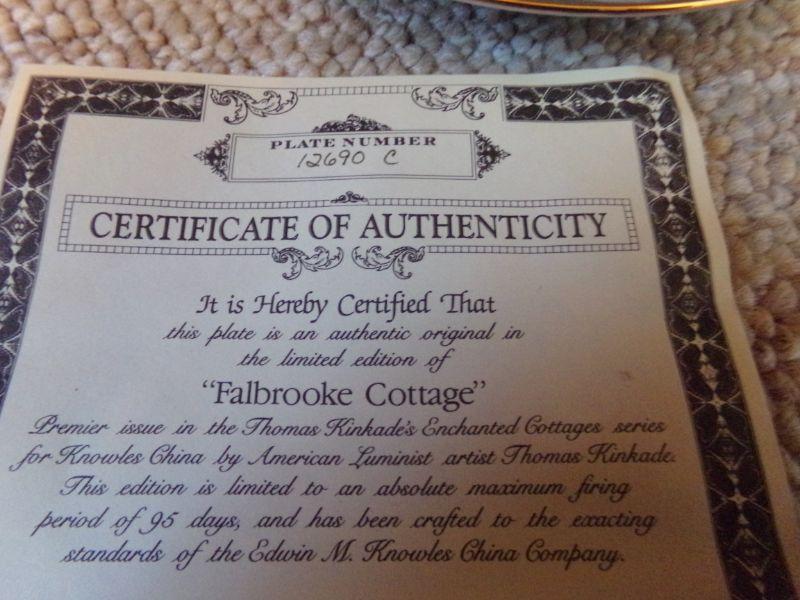 PLATE NUMBER
12690 C
CERTIFICATE OF AUTHENTICITY
It is Hereby Certified That
this plate is an authentic original in
the limited edition of
"Falbrooke Cottage"
Premier issue in the Thomas Kinkade's Enchanted Cottages series
for Knowles China by American Luminist artist Thomas Kinkade.
This edition is limited to an absolute maximum firing
period of 95 days, and has been crafted to the exacting
standards of the Edwin M. Knowles China Company.